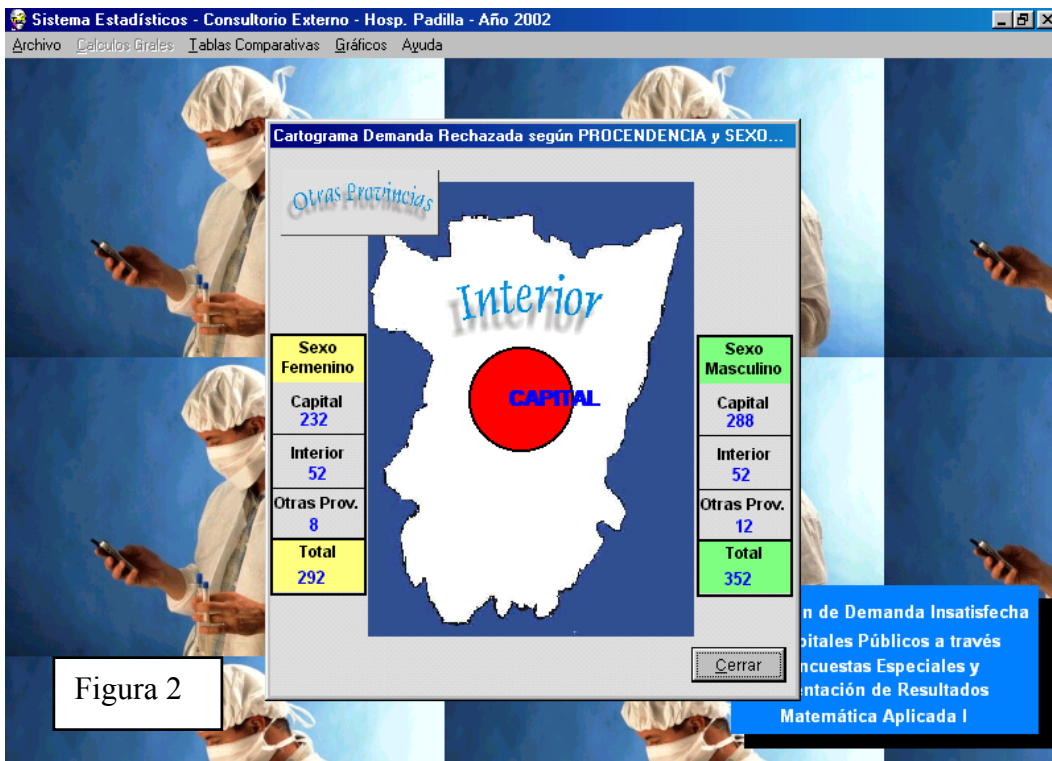 Sistema Estadísticos - Consultorio Externo - Hosp. Padilla - Año 2002
Archivo Calculos Grales Tablas Comparativas Gráficos Ayuda
Cartograma Demanda Rechazada según PROCENDENCIA y SEXO...
Otras Provincias
Interior
CAPITAL
Sexo
Femenino
Capital
232
Interior
52
Otras Prov.
8
Total
292
Sexo
Masculino
Capital
288
Interior
52
Otras Prov.
12
Total
352
Cerrar
n de Demanda Insatisfecha
pitales Públicos a través
ncuestas Especiales y
entación de Resultados
Matemática Aplicada I
Figura 2